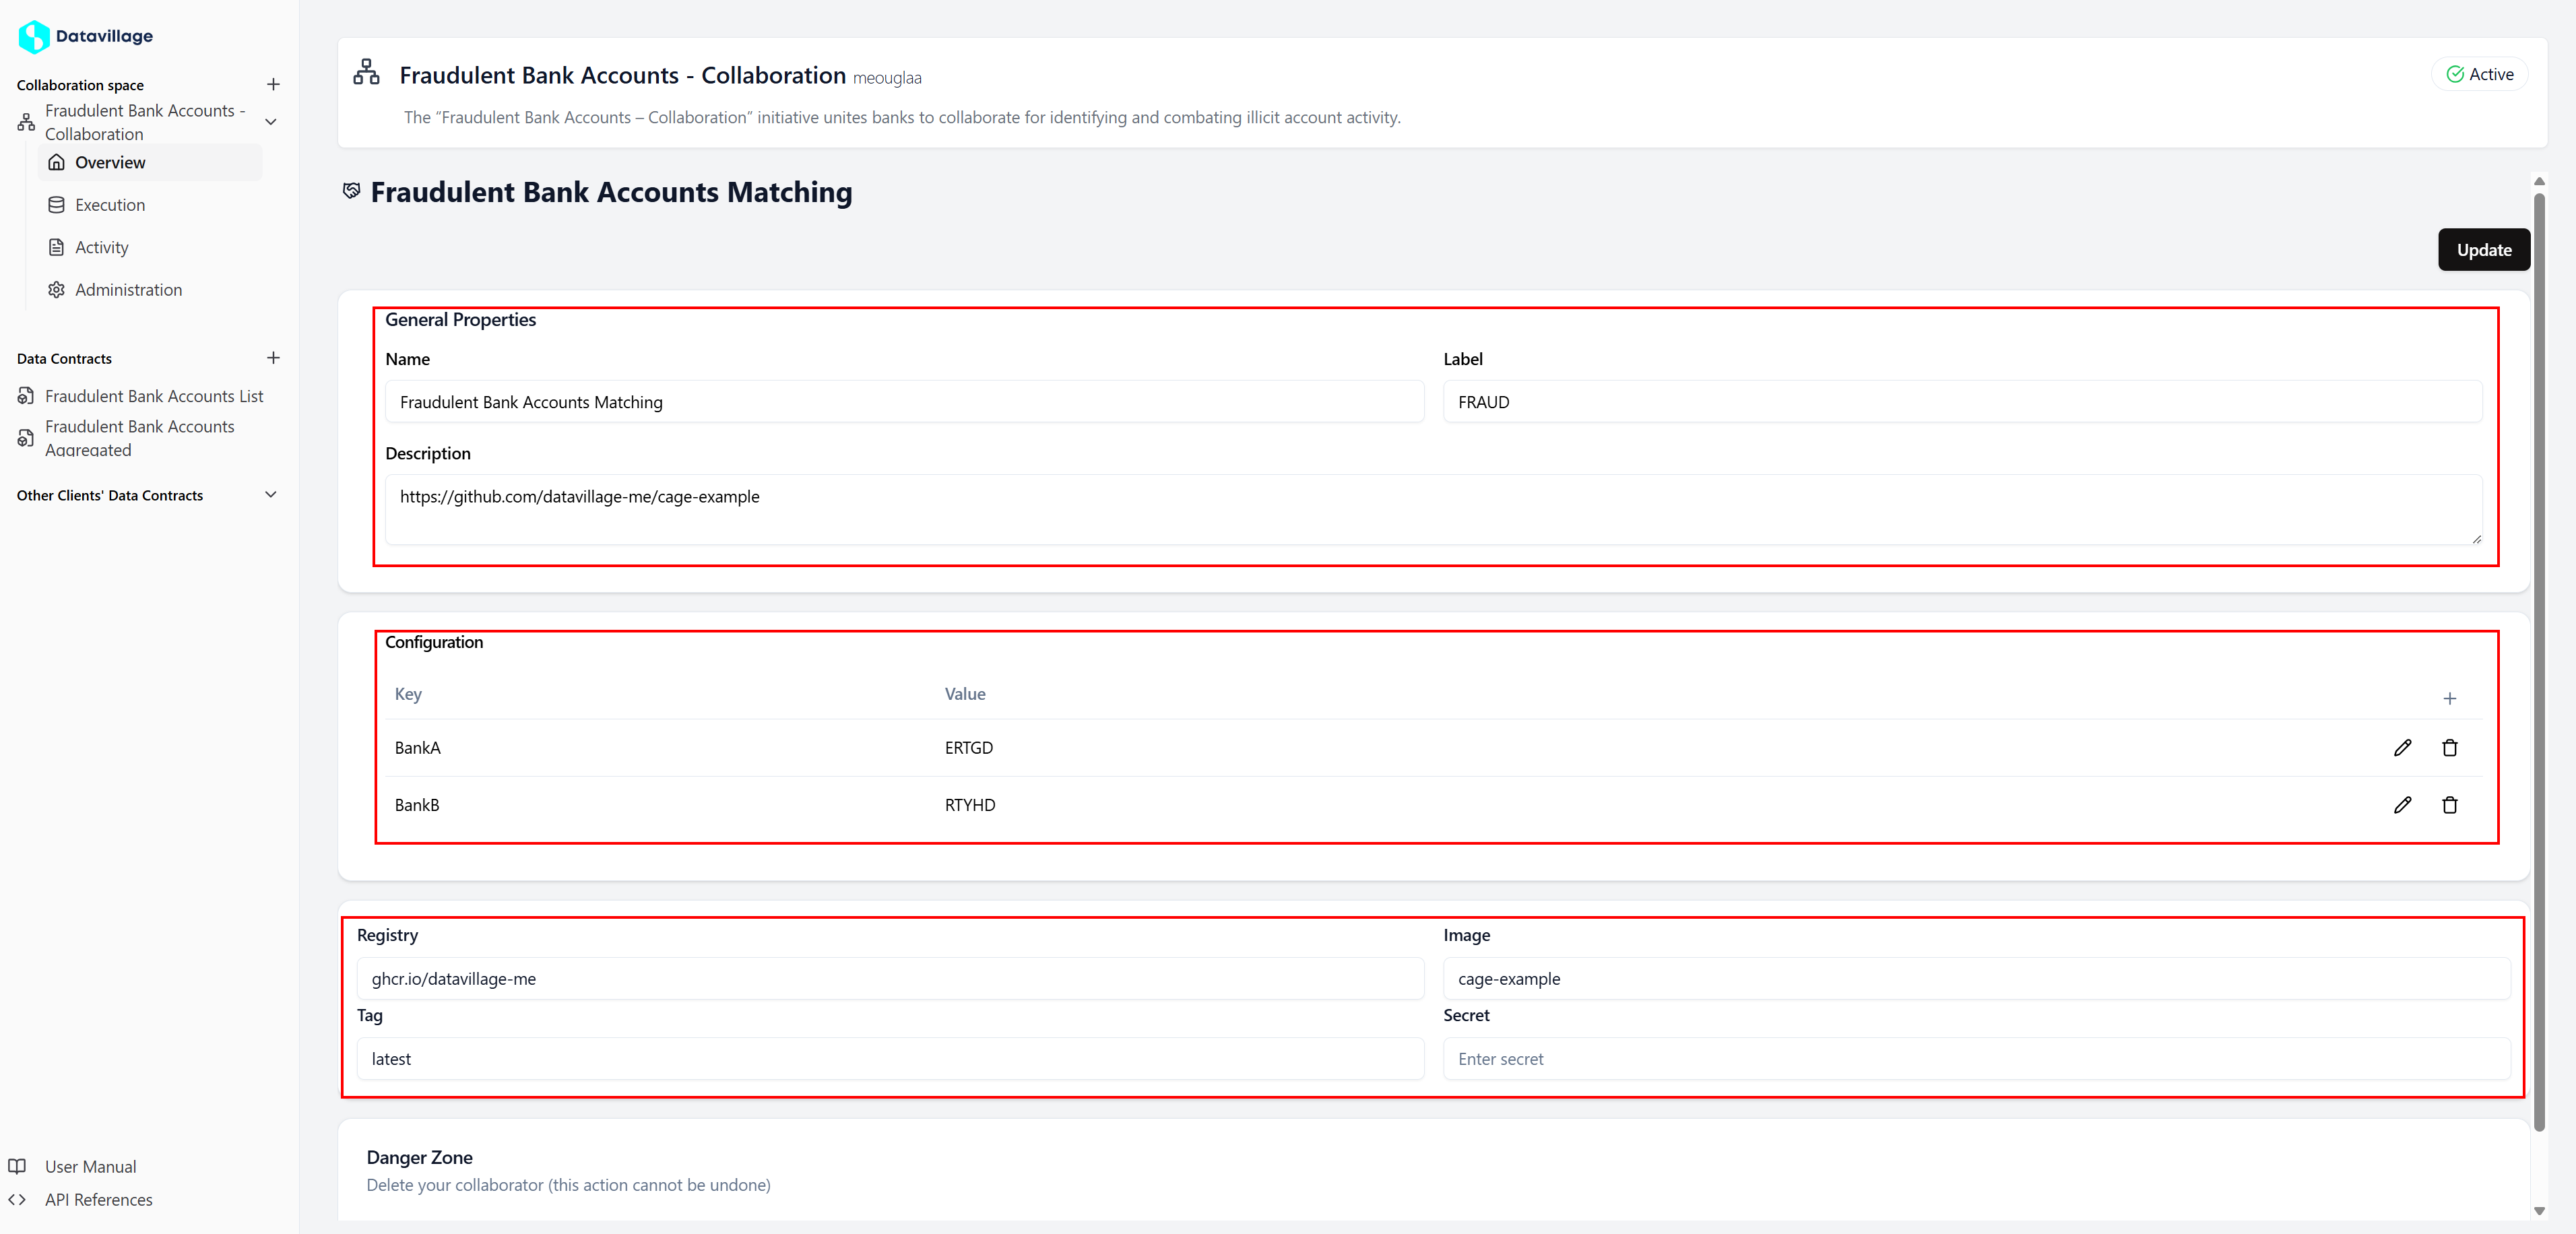 Datavillage
Collaboration space
Fraudulent Bank Accounts -
Collaboration
Overview
Execution
Activity
Administration
Data Contracts
Fraudulent Bank Accounts List
Fraudulent Bank Accounts
Aggregated
Other Clients' Data Contracts
User Manual
API References
Fraudulent Bank Accounts - Collaboration meouglaa
Active
The “Fraudulent Bank Accounts – Collaboration” initiative unites banks to collaborate for identifying and combating illicit account activity.
Fraudulent Bank Accounts Matching
Update
General Properties
Name
Label
Fraudulent Bank Accounts Matching
FRAUD
Description
https://github.com/datavillage-me/cage-example
Configuration
Key
Value
BankA
ERTGD
BankB
RTYHD
Registry
Image
ghcr.io/datavillage-me
cage-example
Tag
Secret
latest
Enter secret
Danger Zone
Delete your collaborator (this action cannot be undone)